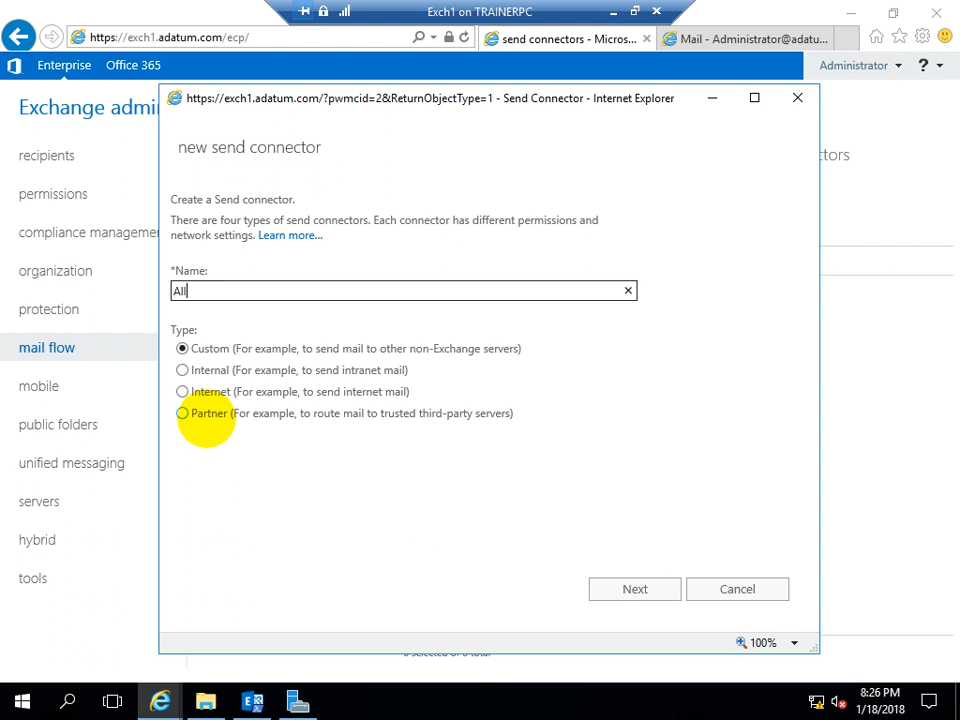 Exch1 on TRAINERPC
https://exch1.adatum.com/ecp/
send connectors - Micros...
Mail - Administrator@adatu...
Enterprise
Office 365
Administrator
?
Exchange admi
https://exch1.adatum.com/?pwmcid=2&ReturnObjectType=1 - Send Connector - Internet Explorer
new send connector
recipients
permissions
compliance manageme
organization
protection
mail flow
mobile
public folders
unified messaging
servers
hybrid
tools
ctors
Create a Send connector.
There are four types of send connectors. Each connector has different permissions and
network settings. Learn more...
*Name:
All
Type:
Custom (For example, to send mail to other non-Exchange servers)
Internal (For example, to send intranet mail)
Internet (For example, to send internet mail)
Partner (For example, to route mail to trusted third-party servers)
Next
Cancel
100%
0 selected of 0 total
8:26 PM
1/18/2018